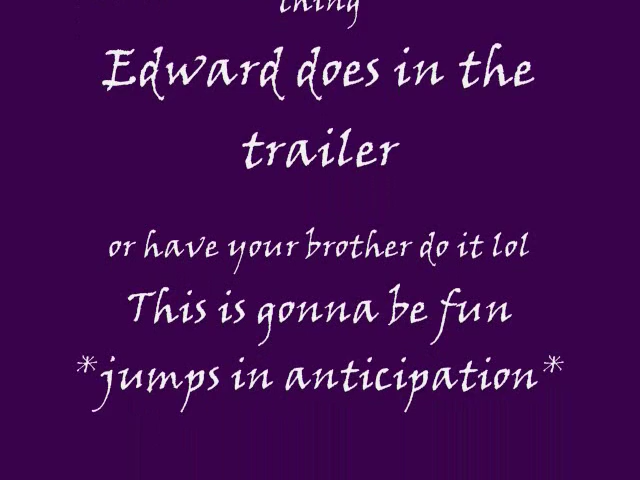 thing
Edward does in the
trailer
or have your brother do it lol
This is gonna be fun
*jumps in anticipation*